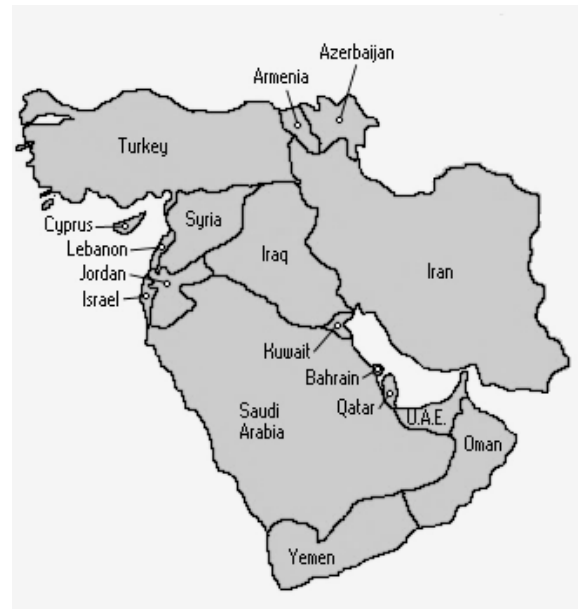 Azerbaijan
Armenia
Turkey
Cyprus
Syria
Lebanon
Iraq
Iran
Jordan
Israel
Kuwait
Bahrain
Qatar
Saudi
Arabia
U.A.E.
Oman
Yemen